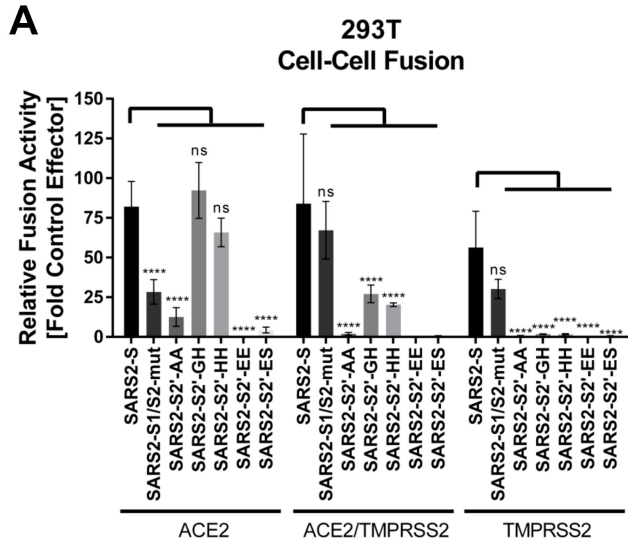 A
293T
Cell-Cell Fusion
Relative Fusion Activity
[Fold Control Effector]
150
125
100
75
50
25
0
**** **** ns ns **** ****
ns **** **** ****
ns **** **** **** **** ****
SARS2-S
SARS2-S1/S2-mut
SARS2-S2'-AA
SARS2-S2'-GH
SARS2-S2'-HH
SARS2-S2'-EE
SARS2-S2'-ES
SARS2-S
SARS2-S1/S2-mut
SARS2-S2'-AA
SARS2-S2'-GH
SARS2-S2'-HH
SARS2-S2'-EE
SARS2-S2'-ES
SARS2-S
SARS2-S1/S2-mut
SARS2-S2'-AA
SARS2-S2'-GH
SARS2-S2'-HH
SARS2-S2'-EE
SARS2-S2'-ES
ACE2
ACE2/TMPRSS2
TMPRSS2